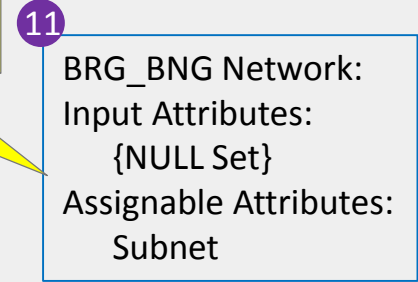 11
BRG_BNG Network:
Input Attributes:
{NULL Set}
Assignable Attributes:
Subnet